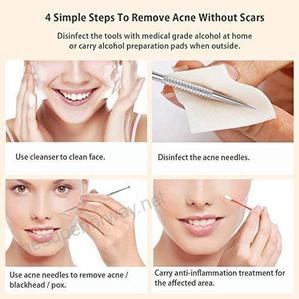 4 Simple Steps To Remove Acne Without Scars
Disinfect the tools with medical grade alcohol at home
or carry alcohol preparation pads when outside.
Use cleanser to clean face.
Disinfect the acne needles.
Use acne needles to remove acne /
blackhead / pox.
Carry anti-inflammation treatment for
the affected area.